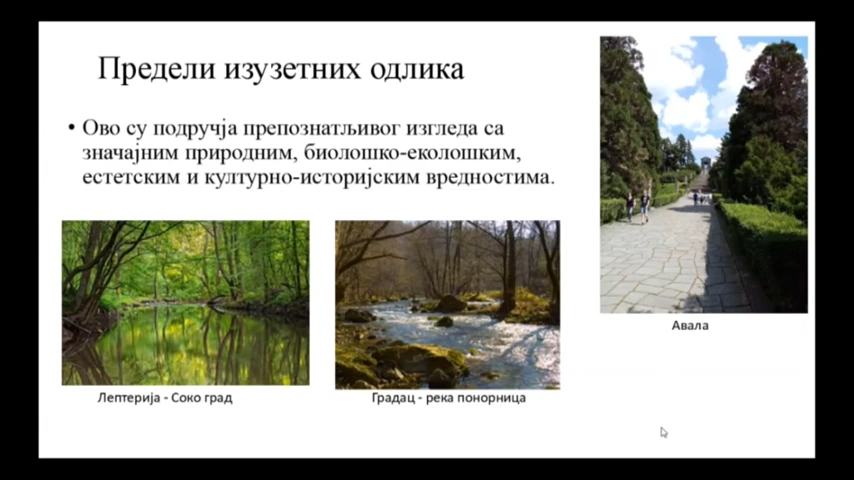 Предели изузетних одлика
• Ово су подручја препознатљивог изгледа са
значајним природним, биолошко-еколошким,
естетским и културно-историјским вредностима.
Авала
Лептерија - Соко град
Градац - река понорница